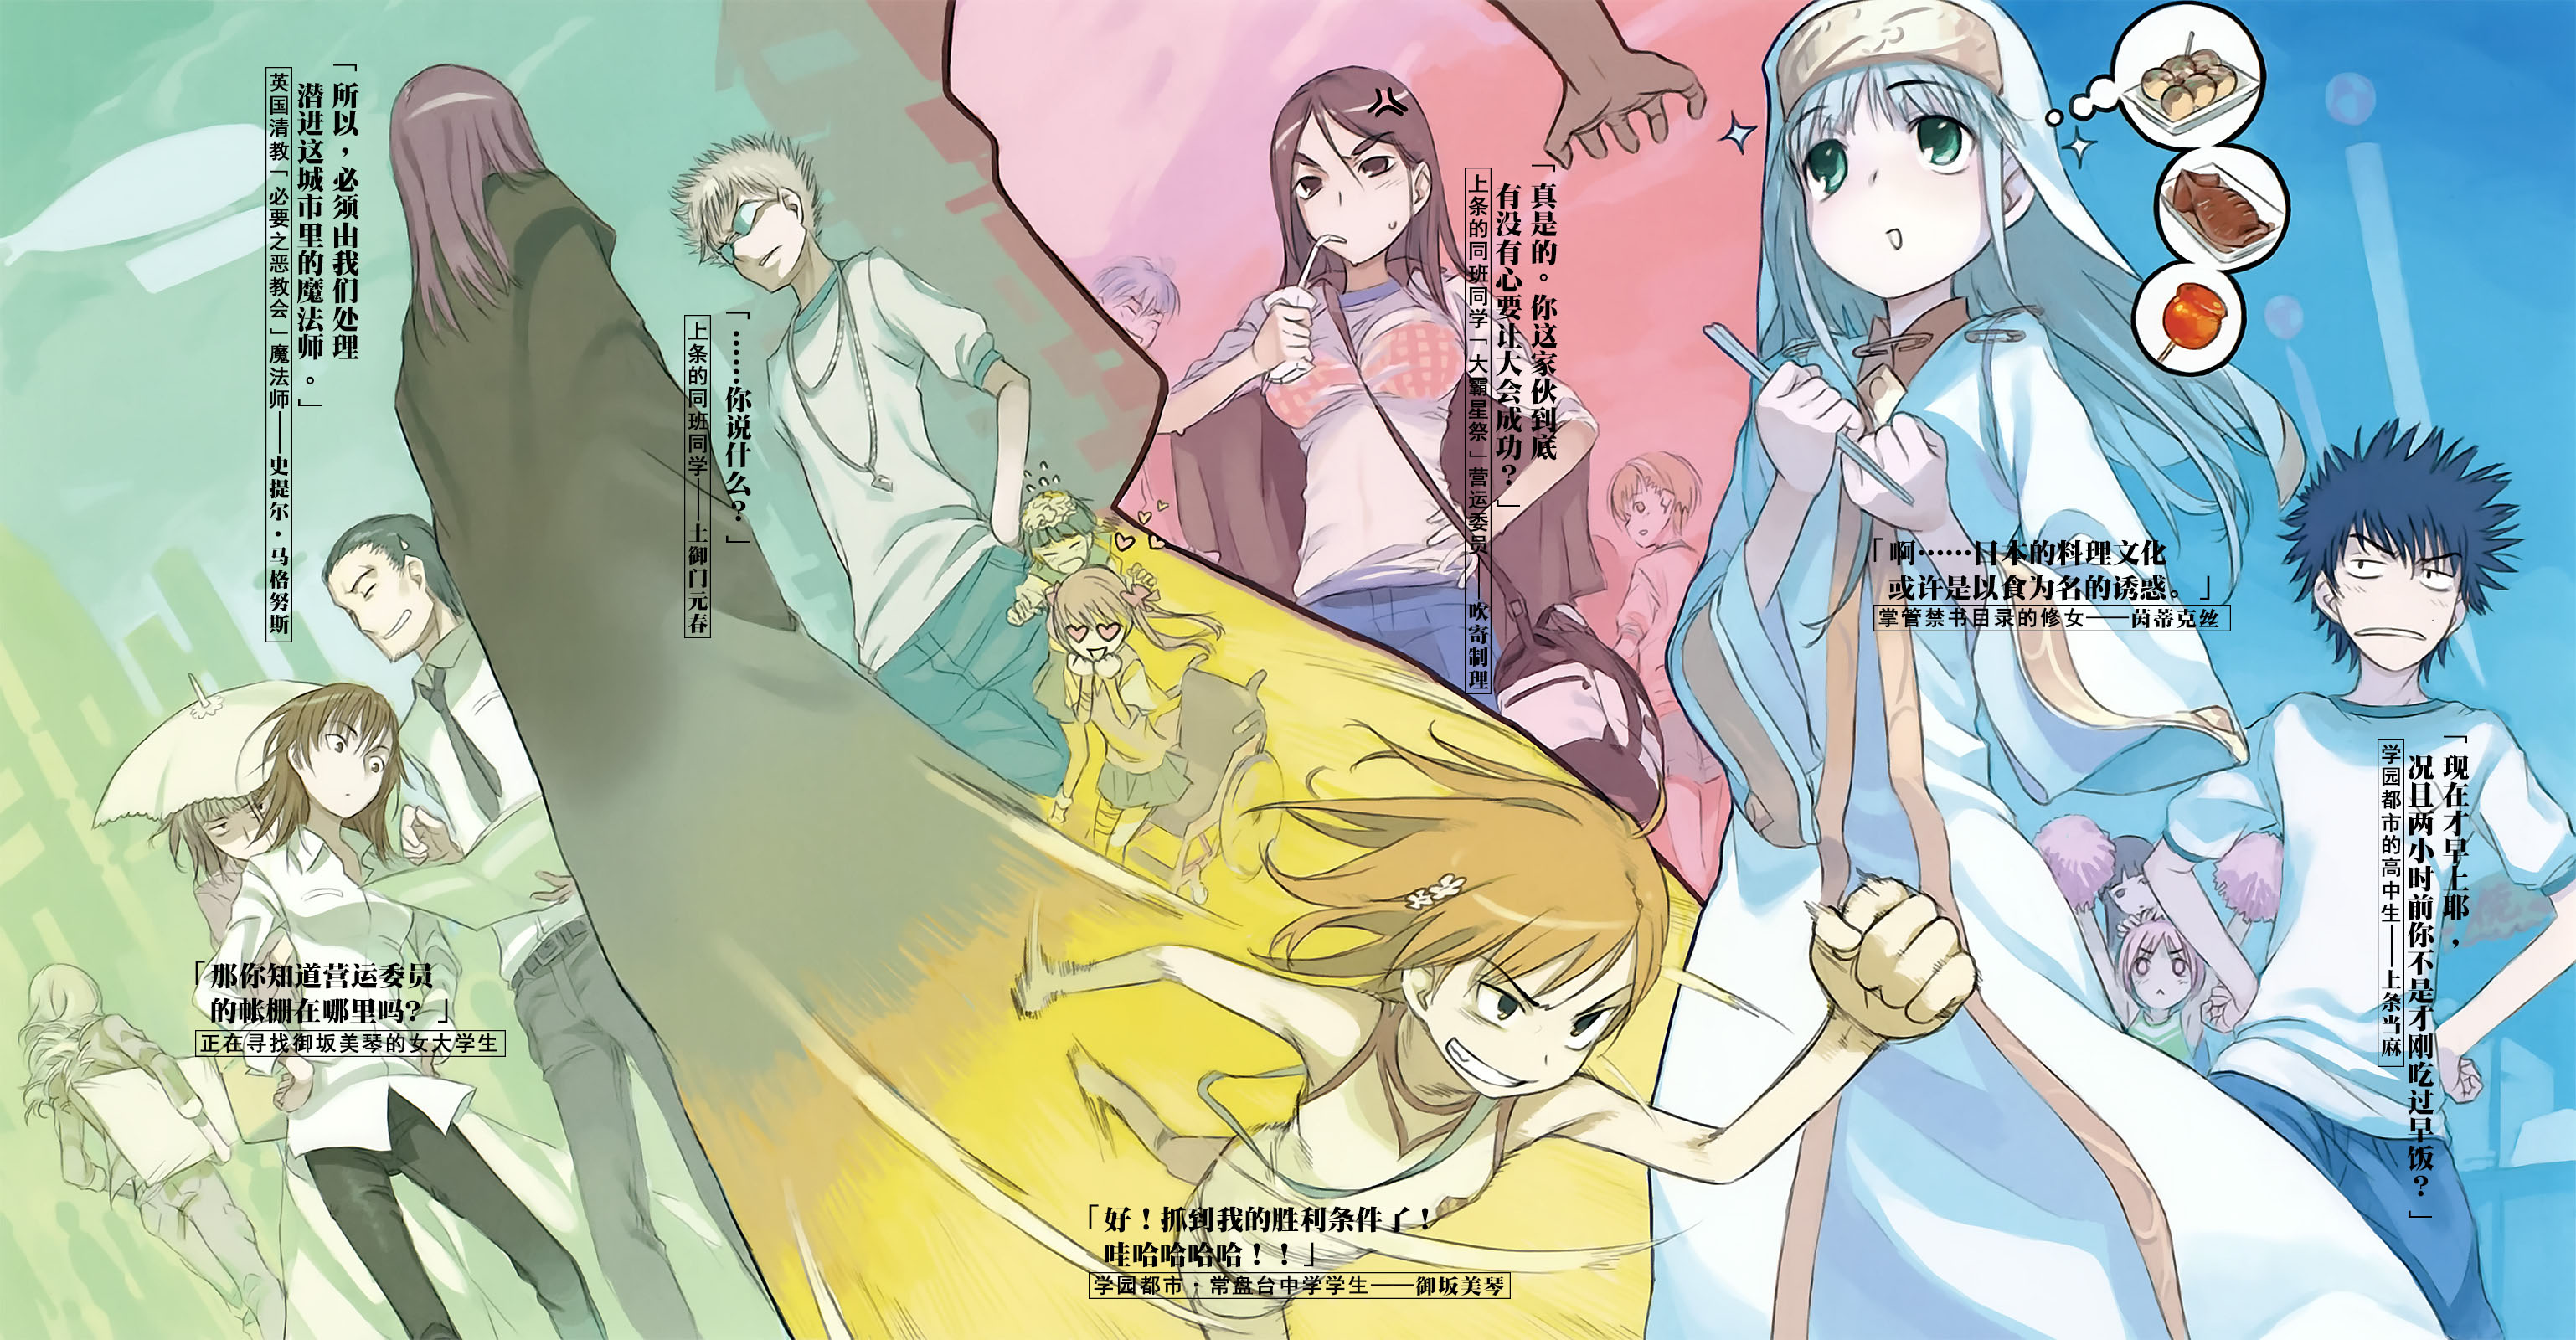 「所以，必须由我们处理
潜进这城市里的魔法师。」
英国清教「必要之恶教会」魔法师——史提尔·马格努斯
「……你说什么？」
上条的同班同学——土御门元春
「真是的。你这家伙到底
有没有心要让大会成功？」
上条的同班同学「大霸星祭」营运委员——吹寄制理
「啊……日本的料理文化
或许是以食为名的诱惑。」
掌管禁书目录的修女——茵蒂克丝
「现在才早上耶，
况且两小时前你不是才刚吃过早饭？」
学园都市的高中生——上条当麻
「那你知道营运委员
的帐棚在哪里吗？」
正在寻找御坂美琴的女大学生
「好！抓到我的胜利条件了！
哇哈哈哈哈！！」
学园都市·常盘台中学学生——御坂美琴